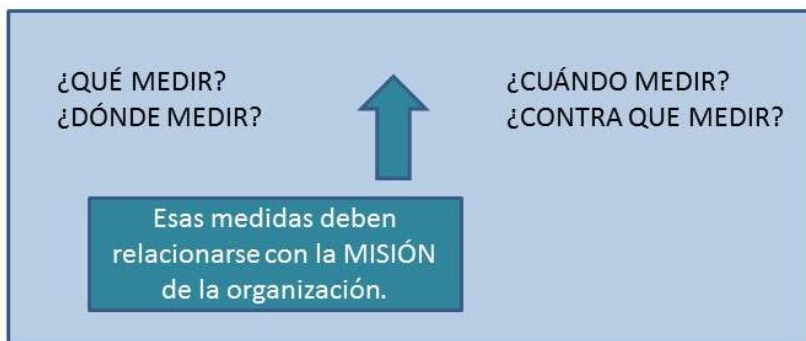 ¿QUÉ MEDIR?
¿DÓNDE MEDIR?
¿CUÁNDO MEDIR?
¿CONTRA QUE MEDIR?
Esas medidas deben
relacionarse con la MISIÓN
de la organización.